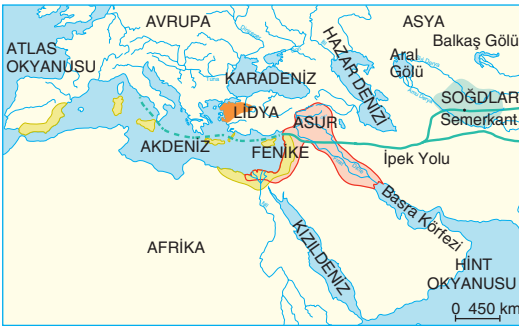 AVRUPA
ASYA
ATLAS
OKYANUSU
HAZAR DENİZİ
Aral
Gölü
Balkaş Gölü
KARADENİZ
SOĞDLAR
Semerkant
LİDYA
ASUR
AKDENİZ
FENİKE
İpek Yolu
Basra Körfezi
KIZILDENİZ
AFRİKA
HİNT
OKYANUSU
0 450 km